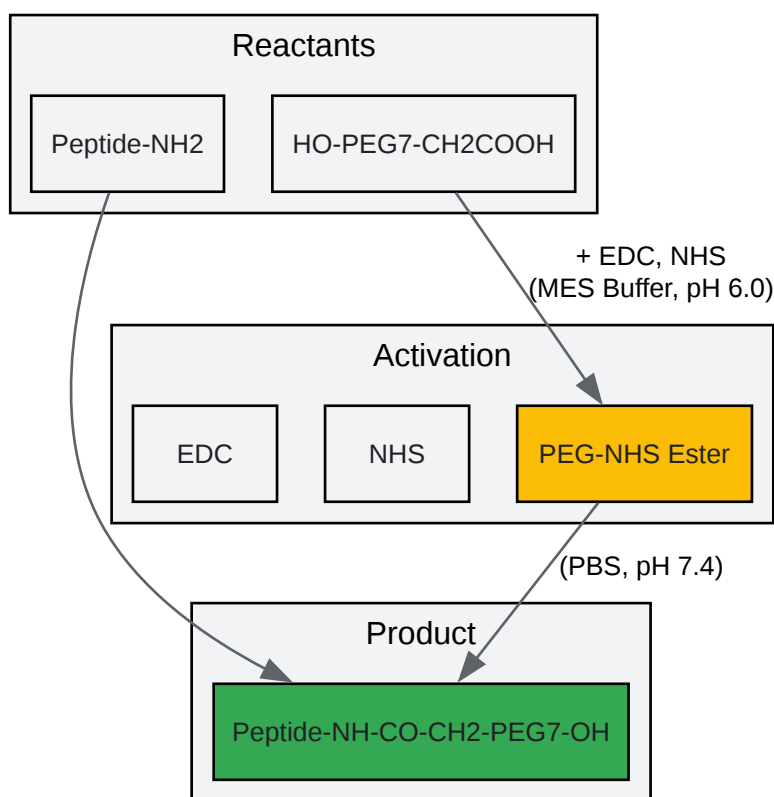 Reactants
Peptide-NH2
HO-PEG7-CH2COOH
+ EDC, NHS
(MES Buffer, pH 6.0)
Activation
EDC
NHS
PEG-NHS Ester
(PBS, pH 7.4)
Product
Peptide-NH-CO-CH2-PEG7-OH